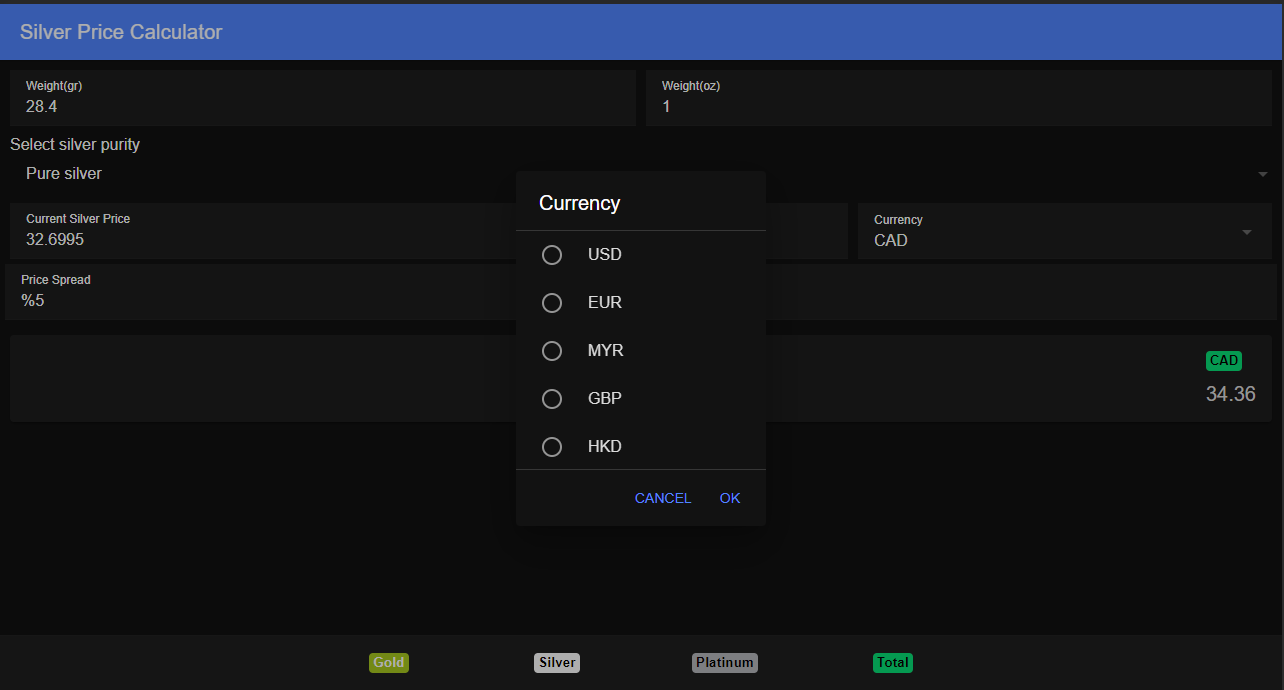 Silver Price Calculator
Weight(gr)
28.4
Weight(oz)
1
Select silver purity
Pure silver
Current Silver Price
32.6995
Currency
CAD
Price Spread
%5
CAD
34.36
Currency
USD
EUR
MYR
GBP
HKD
CANCEL OK
Gold Silver Platinum Total